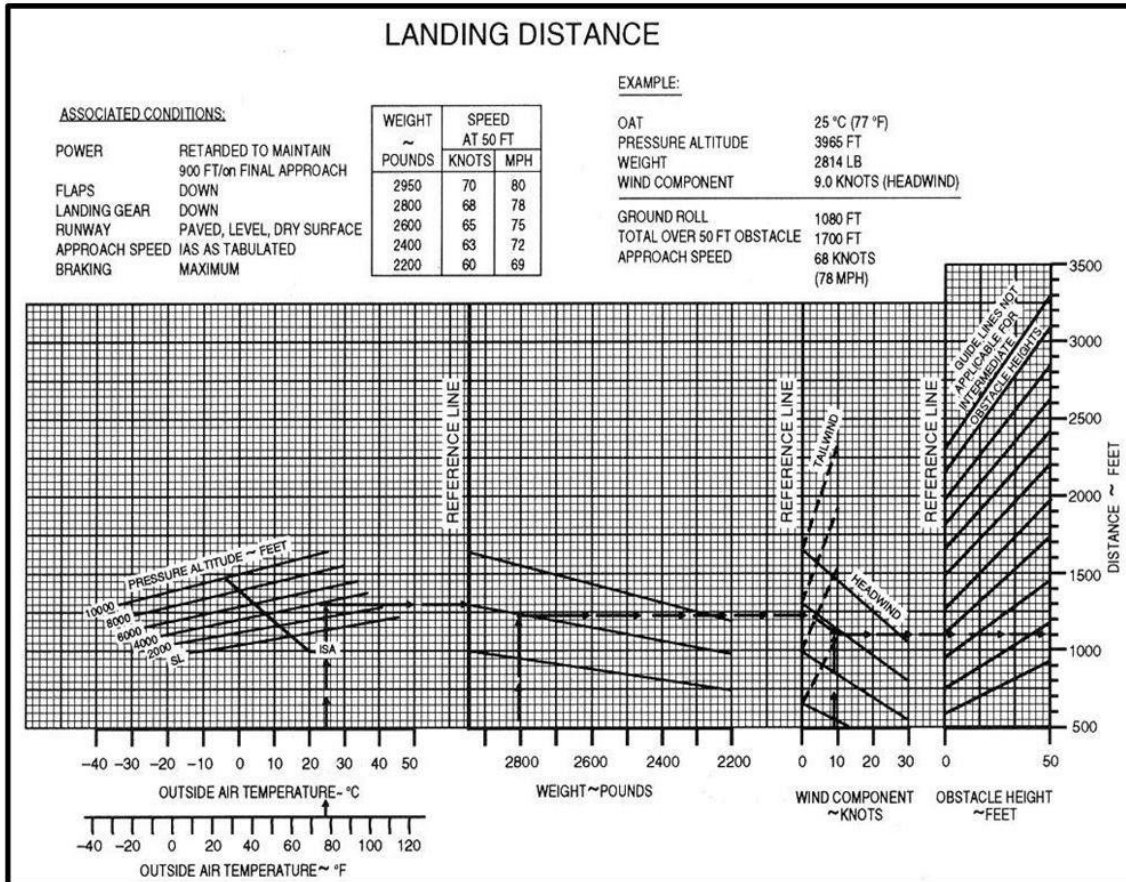 LANDING DISTANCE
ASSOCIATED CONDITIONS:
POWER RETARDED TO MAINTAIN
900 FT/on FINAL APPROACH
FLAPS DOWN
LANDING GEAR DOWN
RUNWAY PAVED, LEVEL, DRY SURFACE
APPROACH SPEED IAS AS TABULATED
BRAKING MAXIMUM
WEIGHT ~ POUNDS SPEED AT 50 FT
KNOTS MPH
2950 70 80
2800 68 78
2600 65 75
2400 63 72
2200 60 69
EXAMPLE:
OAT 25 °C (77 °F)
PRESSURE ALTITUDE 3965 FT
WEIGHT 2814 LB
WIND COMPONENT 9.0 KNOTS (HEADWIND)
GROUND ROLL 1080 FT
TOTAL OVER 50 FT OBSTACLE 1700 FT
APPROACH SPEED 68 KNOTS
(78 MPH)
PRESSURE ALTITUDE ~ FEET
10000
8000
6000
4000
2000
SL
ISA
REFERENCE LINE
REFERENCE LINE
TAILWIND
HEADWIND
REFERENCE LINE
GUIDE LINES NOT
APPLICABLE FOR
INTERMEDIATE
OBSTACLE HEIGHTS
3500
3000
2500
2000
1500
1000
500
DISTANCE ~ FEET
-40 -30 -20 -10 0 10 20 30 40 50
OUTSIDE AIR TEMPERATURE~ °C
-40 -20 0 20 40 60 80 100 120
OUTSIDE AIR TEMPERATURE~ °F
2800 2600 2400 2200
WEIGHT~POUNDS
0 10 20 30
WIND COMPONENT
~KNOTS
0 50
OBSTACLE HEIGHT
~FEET